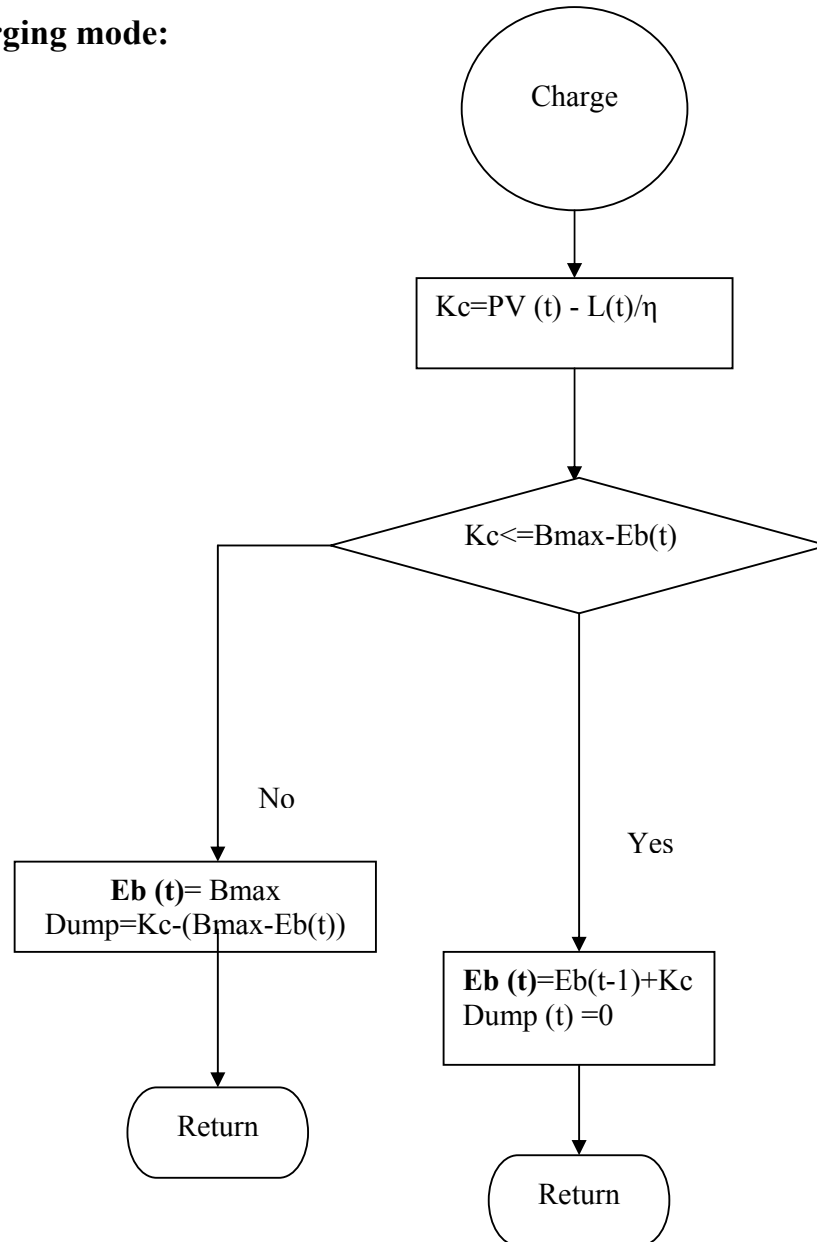 rging mode:
Charge
Kc=PV (t) - L(t)/η
Kc<=Bmax-Eb(t)
No
Yes
Eb (t)= Bmax
Dump=Kc-(Bmax-Eb(t))
Eb (t)=Eb(t-1)+Kc
Dump (t) =0
Return
Return